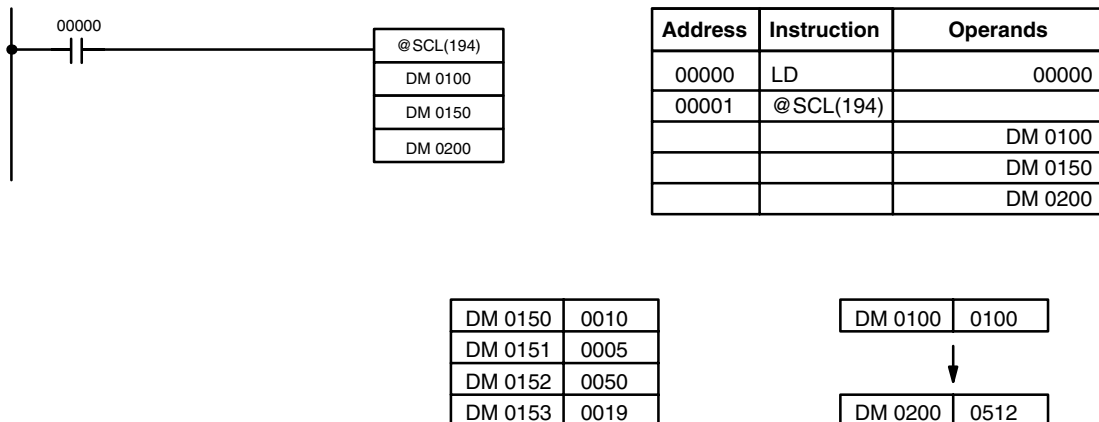 00000
@SCL(194)
DM 0100
DM 0150
DM 0200
Address Instruction Operands
00000 LD 00000
00001 @SCL(194)
DM 0100
DM 0150
DM 0200
DM 0150 0010
DM 0151 0005
DM 0152 0050
DM 0153 0019
DM 0100 0100
DM 0200 0512